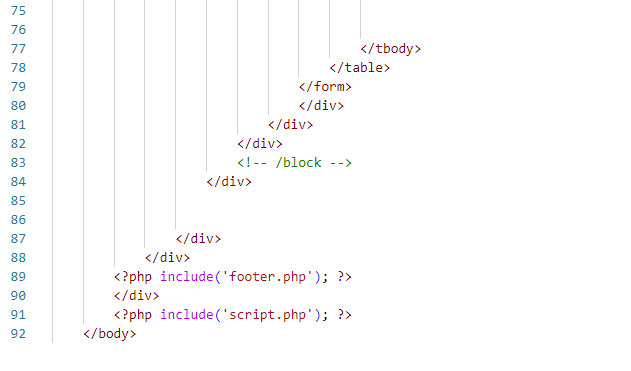 75
76
77 </tbody>
78 </table>
79 </form>
80 </div>
81 </div>
82 </div>
83 <!-- /block -->
84 </div>
85
86
87 </div>
88 </div>
89 <?php include('footer.php'); ?>
90 </div>
91 <?php include('script.php'); ?>
92 </body>